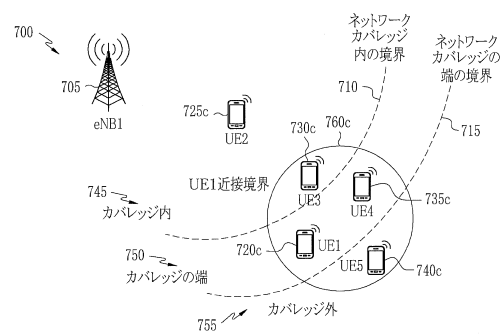 700
705
eNB1
725c
UE2
ネットワーク
カバレッジ
内の境界
710
ネットワーク
カバレッジの
端の境界
715
730c
760c
UE1近接境界
UE3
UE4
735c
745
カバレッジ内
720c
UE1
750
カバレッジの端
UE5
740c
755
カバレッジ外